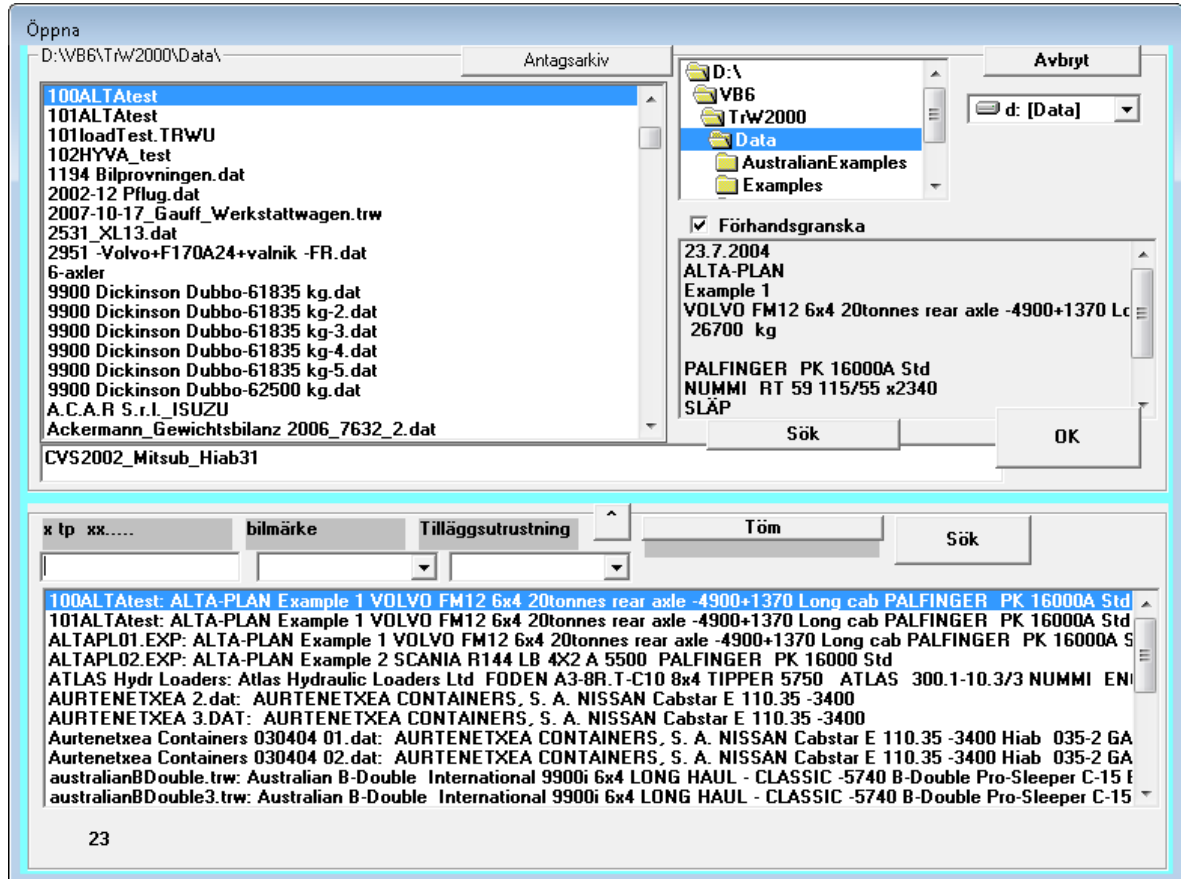 Öppna
D:\VB6\TrW2000\Data\
Antagsarkiv
100ALTAtest
101ALTAtest
101loadTest.TRWU
102HYVA_test
1194 Bilprovningen.dat
2002-12 Pflug.dat
2007-10-17_Gauff_Werkstattwagen.trw
2531_XL13.dat
2951 -Volvo+F170A24+valnik -FR.dat
6-axler
9900 Dickinson Dubbo-61835 kg.dat
9900 Dickinson Dubbo-61835 kg-2.dat
9900 Dickinson Dubbo-61835 kg-3.dat
9900 Dickinson Dubbo-61835 kg-4.dat
9900 Dickinson Dubbo-61835 kg-5.dat
9900 Dickinson Dubbo-62500 kg.dat
A.C.A.R S.r.l._ISUZU
Ackermann_Gewichtsbilanz 2006_7632_2.dat
CVS2002_Mitsub_Hiab31
D:\
VB6
TrW2000
Data
AustralianExamples
Examples
Avbryt
d: [Data]
Förhandsgranska
23.7.2004
ALTA-PLAN
Example 1
VOLVO FM12 6x4 20tonnes rear axle -4900+1370 Lo
26700 kg
PALFINGER PK 16000A Std
NUMMI RT 59 115/55 x2340
SLÄP
Sök
OK
x tp xx.....
bilmärke
Tilläggsutrustning
^
Töm
Sök
100ALTAtest: ALTA-PLAN Example 1 VOLVO FM12 6x4 20tonnes rear axle -4900+1370 Long cab PALFINGER PK 16000A Std
101ALTAtest: ALTA-PLAN Example 1 VOLVO FM12 6x4 20tonnes rear axle -4900+1370 Long cab PALFINGER PK 16000A Std
ALTAPL01.EXP: ALTA-PLAN Example 1 VOLVO FM12 6x4 20tonnes rear axle -4900+1370 Long cab PALFINGER PK 16000A S
ALTAPL02.EXP: ALTA-PLAN Example 2 SCANIA R144 LB 4X2 A 5500 PALFINGER PK 16000 Std
ATLAS Hydr Loaders: Atlas Hydraulic Loaders Ltd FODEN A3-8R.T-C10 8x4 TIPPER 5750 ATLAS 300.1-10.3/3 NUMMI EN
AURTENETXEA 2.dat: AURTENETXEA CONTAINERS, S. A. NISSAN Cabstar E 110.35 -3400
AURTENETXEA 3.DAT: AURTENETXEA CONTAINERS, S. A. NISSAN Cabstar E 110.35 -3400
Aurtenetxea Containers 030404 01.dat: AURTENETXEA CONTAINERS, S. A. NISSAN Cabstar E 110.35 -3400 Hiab 035-2 GA
Aurtenetxea Containers 030404 02.dat: AURTENETXEA CONTAINERS, S. A. NISSAN Cabstar E 110.35 -3400 Hiab 035-2 GA
australianBDouble.trw: Australian B-Double International 9900i 6x4 LONG HAUL - CLASSIC -5740 B-Double Pro-Sleeper C-15 E
australianBDouble3.trw: Australian B-Double International 9900i 6x4 LONG HAUL - CLASSIC -5740 B-Double Pro-Sleeper C-15
23